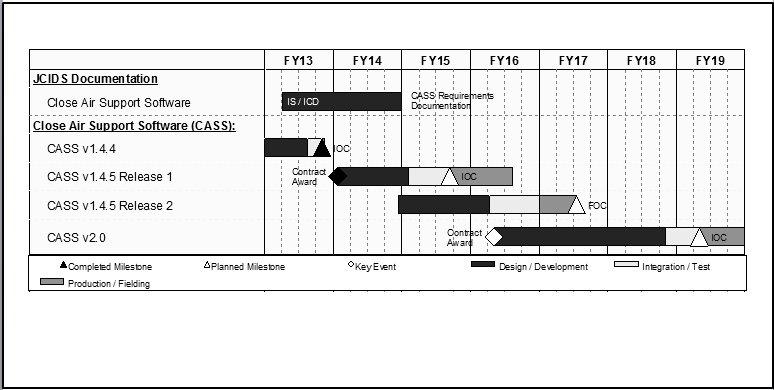 FY13 FY14 FY15 FY16 FY17 FY18 FY19
JCIDS Documentation
Close Air Support Software
IS / ICD
CASS Requirements
Documentation
Close Air Support Software (CASS):
CASS v1.4.4
IOC
CASS v1.4.5 Release 1
Contract
Award
IOC
CASS v1.4.5 Release 2
FOC
CASS v2.0
Contract
Award
IOC
Completed Milestone Planned Milestone Key Event Design / Development Integration / Test
Production / Fielding